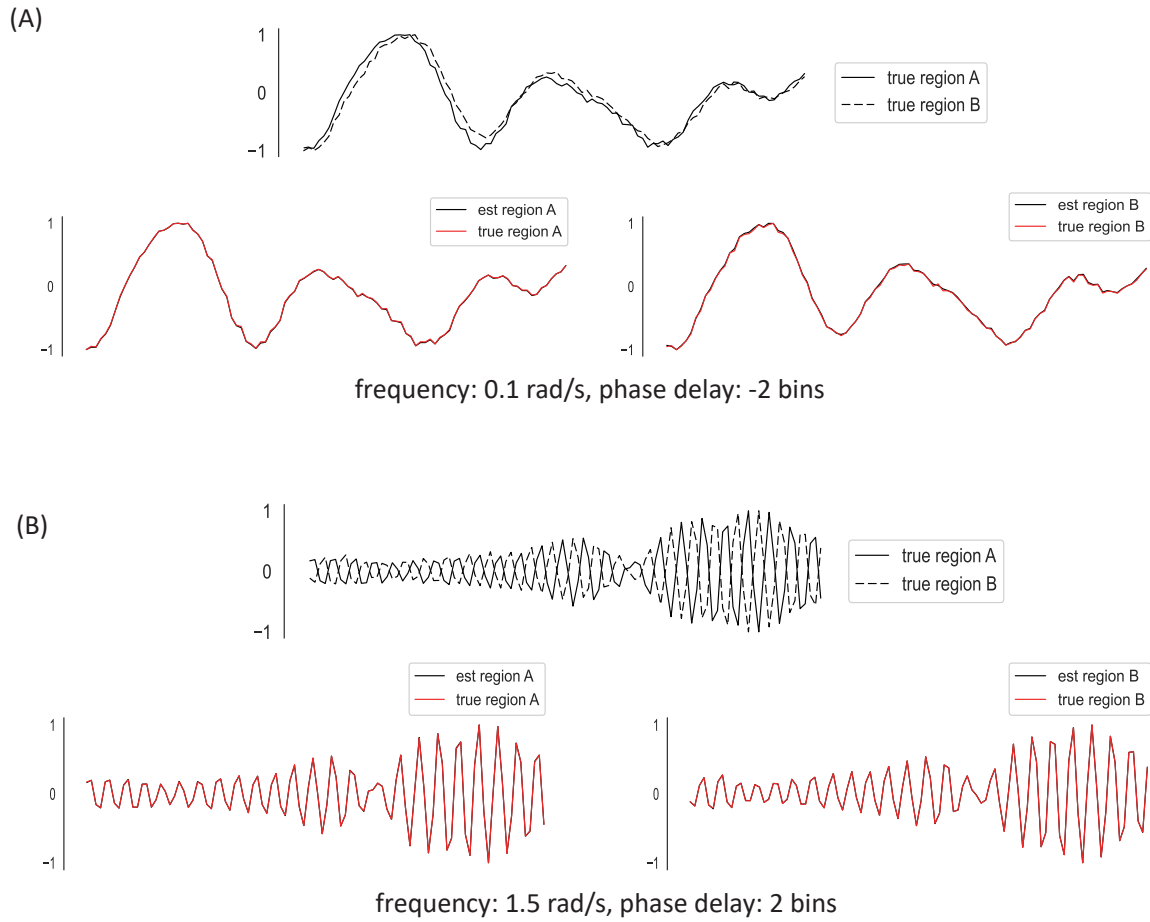 (A)
1
0
−1
true region A
true region B
1
0
−1
est region A
true region A
1
0
−1
est region B
true region B
frequency: 0.1 rad/s, phase delay: -2 bins
(B)
1
0
−1
true region A
true region B
1
0
−1
est region A
true region A
1
0
−1
est region B
true region B
frequency: 1.5 rad/s, phase delay: 2 bins